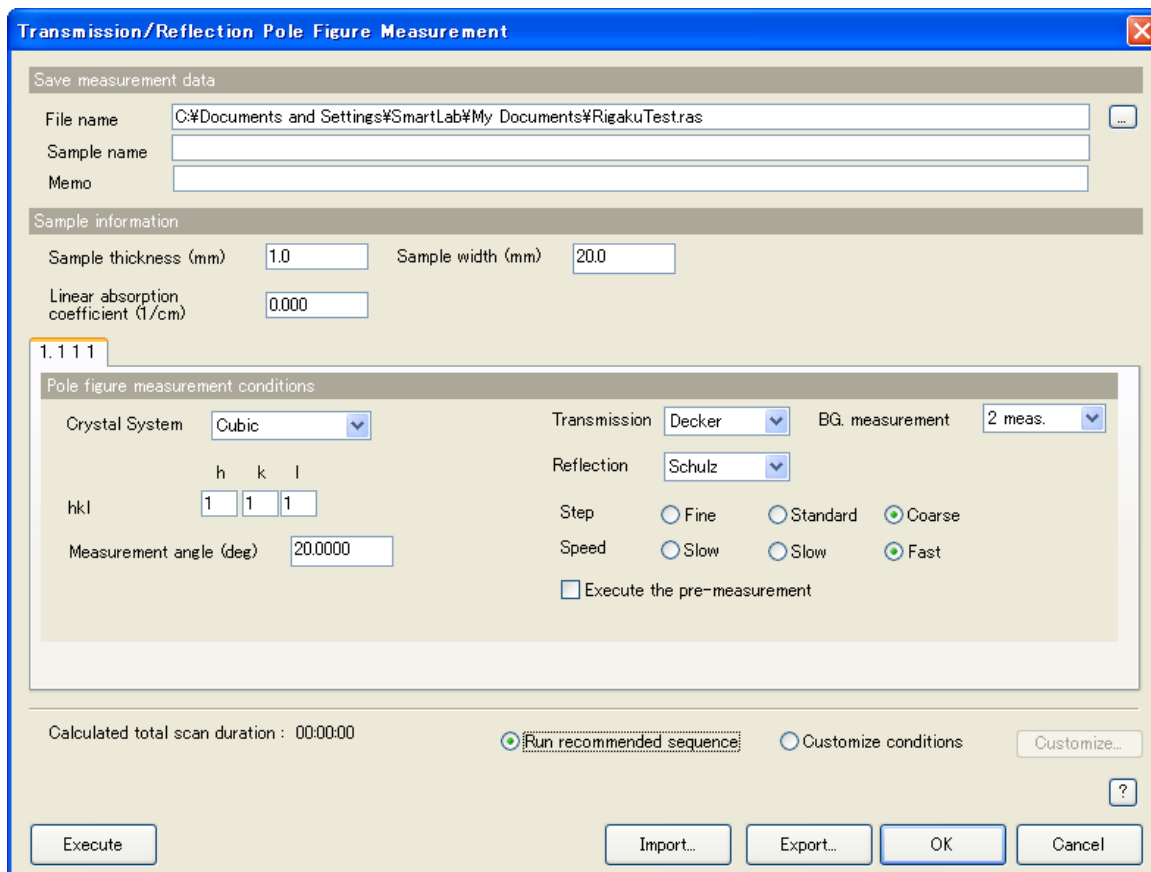 Transmission/Reflection Pole Figure Measurement
Save measurement data
File name C:¥Documents and Settings¥SmartLab¥My Documents¥RigakuTest.ras ...
Sample name
Memo
Sample information
Sample thickness (mm) 1.0 Sample width (mm) 20.0
Linear absorption
coefficient (1/cm) 0.000
1. 1 1 1
Pole figure measurement conditions
Crystal System Cubic Transmission Decker BG. measurement 2 meas.
h k l Reflection Schulz
hkl 1 1 1 Step Fine Standard Coarse
Measurement angle (deg) 20.0000 Speed Slow Slow Fast
Execute the pre-measurement
Calculated total scan duration : 00:00:00 Run recommended sequence Customize conditions Customize...
?
Execute Import... Export... OK Cancel